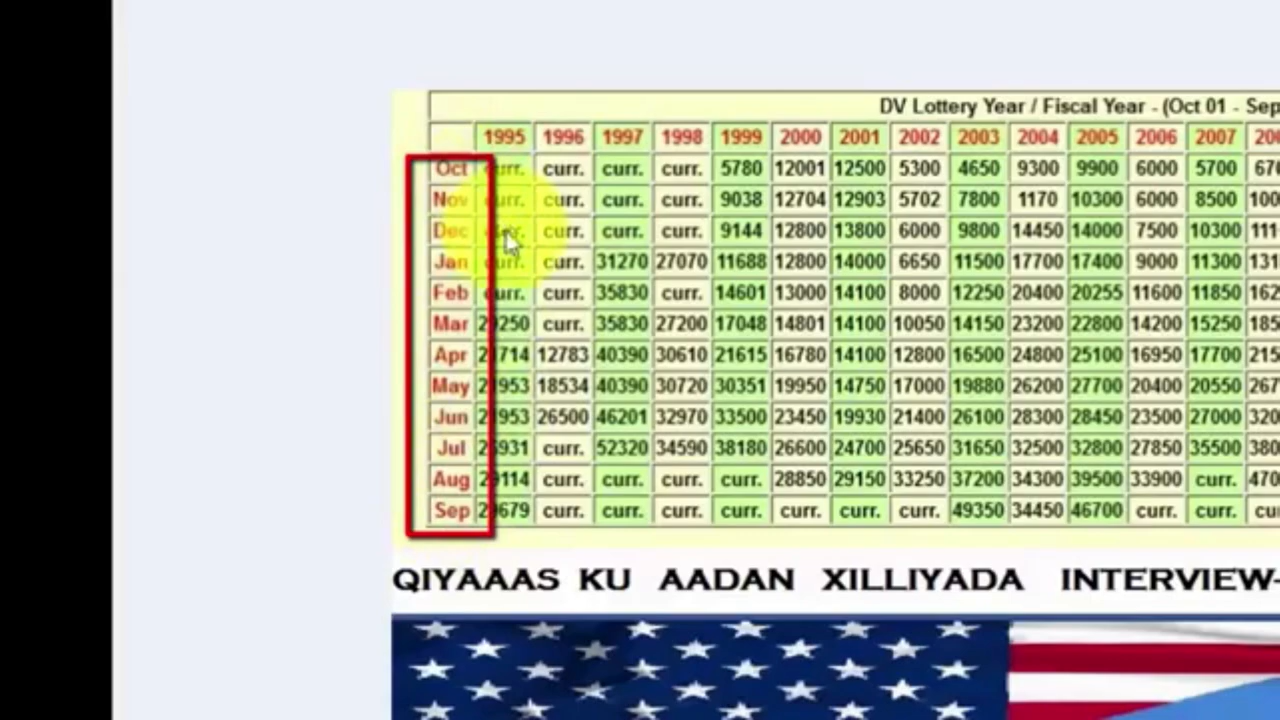 DV Lottery Year / Fiscal Year - (Oct 01 - Sep
1995 1996 1997 1998 1999 2000 2001 2002 2003 2004 2005 2006 2007
Oct curr. curr. curr. curr. 5780 12001 12500 5300 4650 9300 9900 6000 5700
Nov curr. curr. curr. curr. 9038 12704 12903 5702 7800 1170 10300 6000 8500
Dec curr. curr. curr. 9144 12800 13800 6000 9800 14450 14000 7500 10300
Jan curr. curr. 31270 27070 11688 12800 14000 6650 11500 17700 17400 9000 11300
Feb curr. curr. 35830 curr. 14601 13000 14100 8000 12250 20400 20255 11600 11850
Mar curr. 35830 27200 17048 14801 14100 10050 14150 23200 22800 14200 15250
Apr 12783 40390 30610 21615 16780 14100 12800 16500 24800 25100 16950 17700
May 18534 40390 30720 30351 19950 14750 17000 19880 26200 27700 20400 20550
Jun 26500 46201 32970 33500 23450 19930 21400 26100 28300 28450 23500 27000
Jul curr. 52320 34590 38180 26600 24700 25650 31650 32500 32800 27850 35500
Aug curr. curr. curr. curr. 28850 29150 33250 37200 34300 39500 33900 curr.
Sep curr. curr. curr. curr. curr. curr. curr. 49350 34450 46700 curr. curr.
QIYAAAS KU AADAN XILLIYADA INTERVIEW-